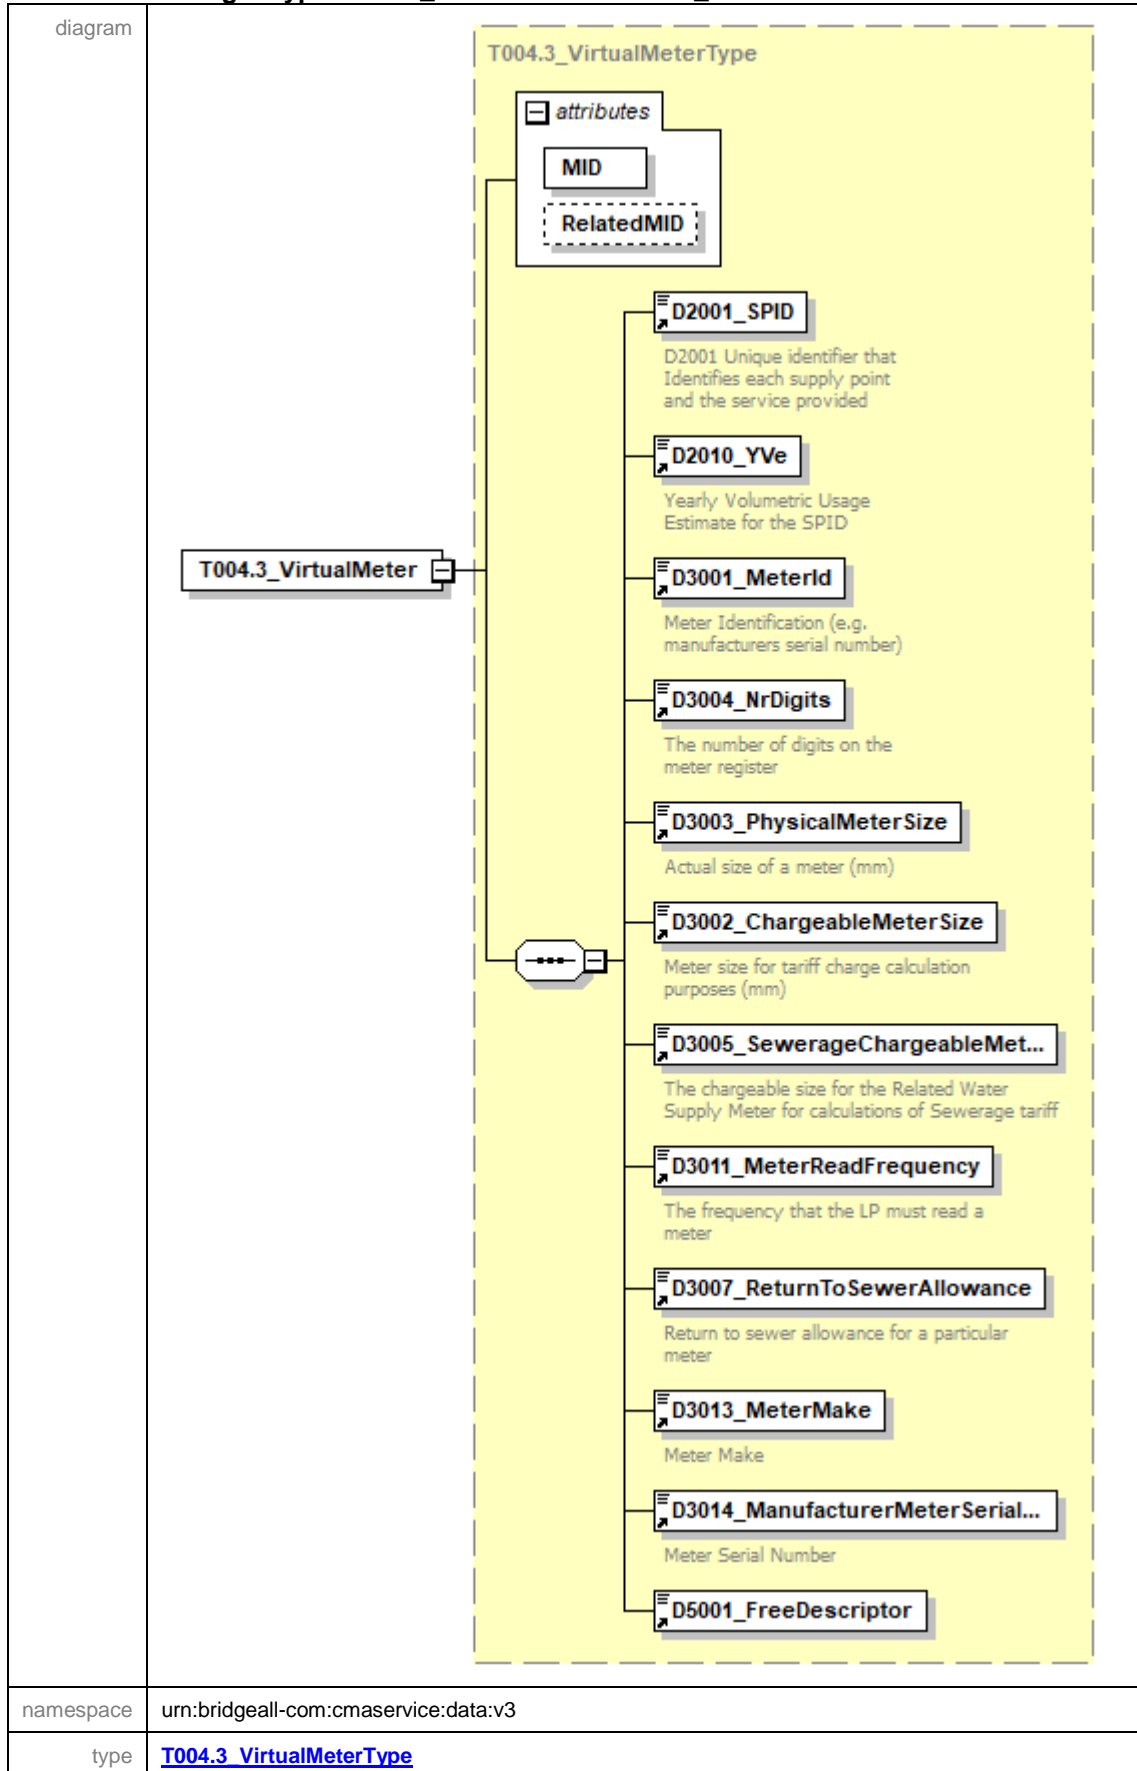 diagram
T004.3_VirtualMeterType
attributes
MID
RelatedMID
D2001_SPID
D2001 Unique identifier that
Identifies each supply point
and the service provided
D2010_YVe
Yearly Volumetric Usage
Estimate for the SPID
T004.3_VirtualMeter
D3001_MeterId
Meter Identification (e.g.
manufacturers serial number)
D3004_NrDigits
The number of digits on the
meter register
D3003_PhysicalMeterSize
Actual size of a meter (mm)
D3002_ChargeableMeterSize
Meter size for tariff charge calculation
purposes (mm)
D3005_SewerageChargeableMet...
The chargeable size for the Related Water
Supply Meter for calculations of Sewerage tariff
D3011_MeterReadFrequency
The frequency that the LP must read a
meter
D3007_ReturnToSewerAllowance
Return to sewer allowance for a particular
meter
D3013_MeterMake
Meter Make
D3014_ManufacturerMeterSerial...
Meter Serial Number
D5001_FreeDescriptor
namespace urn:bridgeall-com:cmaservice:data:v3
type T004.3_VirtualMeterType